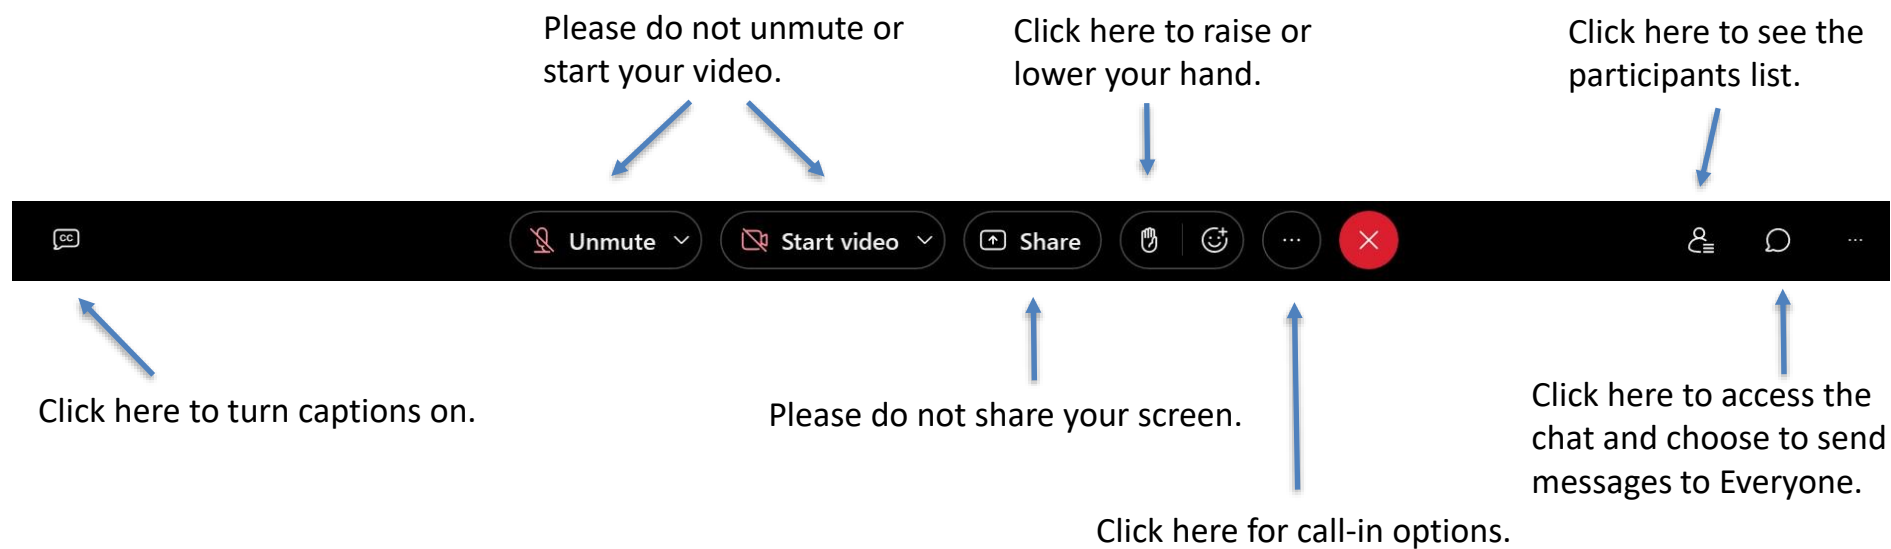 Please do not unmute or
start your video.
Click here to raise or
lower your hand.
Click here to see the
participants list.
CC
Unmute
Start video
Share
Click here to turn captions on.
Please do not share your screen.
Click here to access the
chat and choose to send
messages to Everyone.
Click here for call-in options.